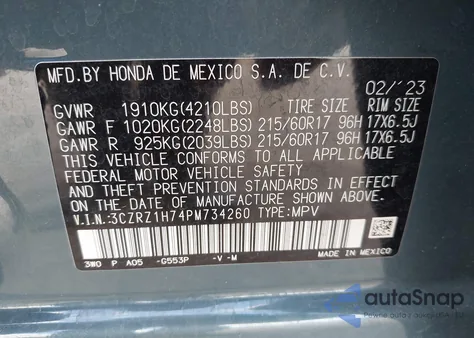 MFD.BY HONDA DE MEXICO S.A. DE C.V.
02/'23
GVWR 1910KG(4210LBS) TIRE SIZE RIM SIZE
GAWR F 1020KG(2248LBS) 215/60R17 96H 17X6.5J
GAWR R 925KG(2039LBS) 215/60R17 96H 17X6.5J
THIS VEHICLE CONFORMS TO ALL APPLICABLE
FEDERAL MOTOR VEHICLE SAFETY, BUMPER, AND
THEFT PREVENTION STANDARDS IN EFFECT ON THE
DATE OF MANUFACTURE SHOWN ABOVE.
V.I.N.:3CZRZ1H74PM734260 TYPE:MPV
3W0 P A05 -G553P -V -M
MADE IN MEXICO
autoSnap